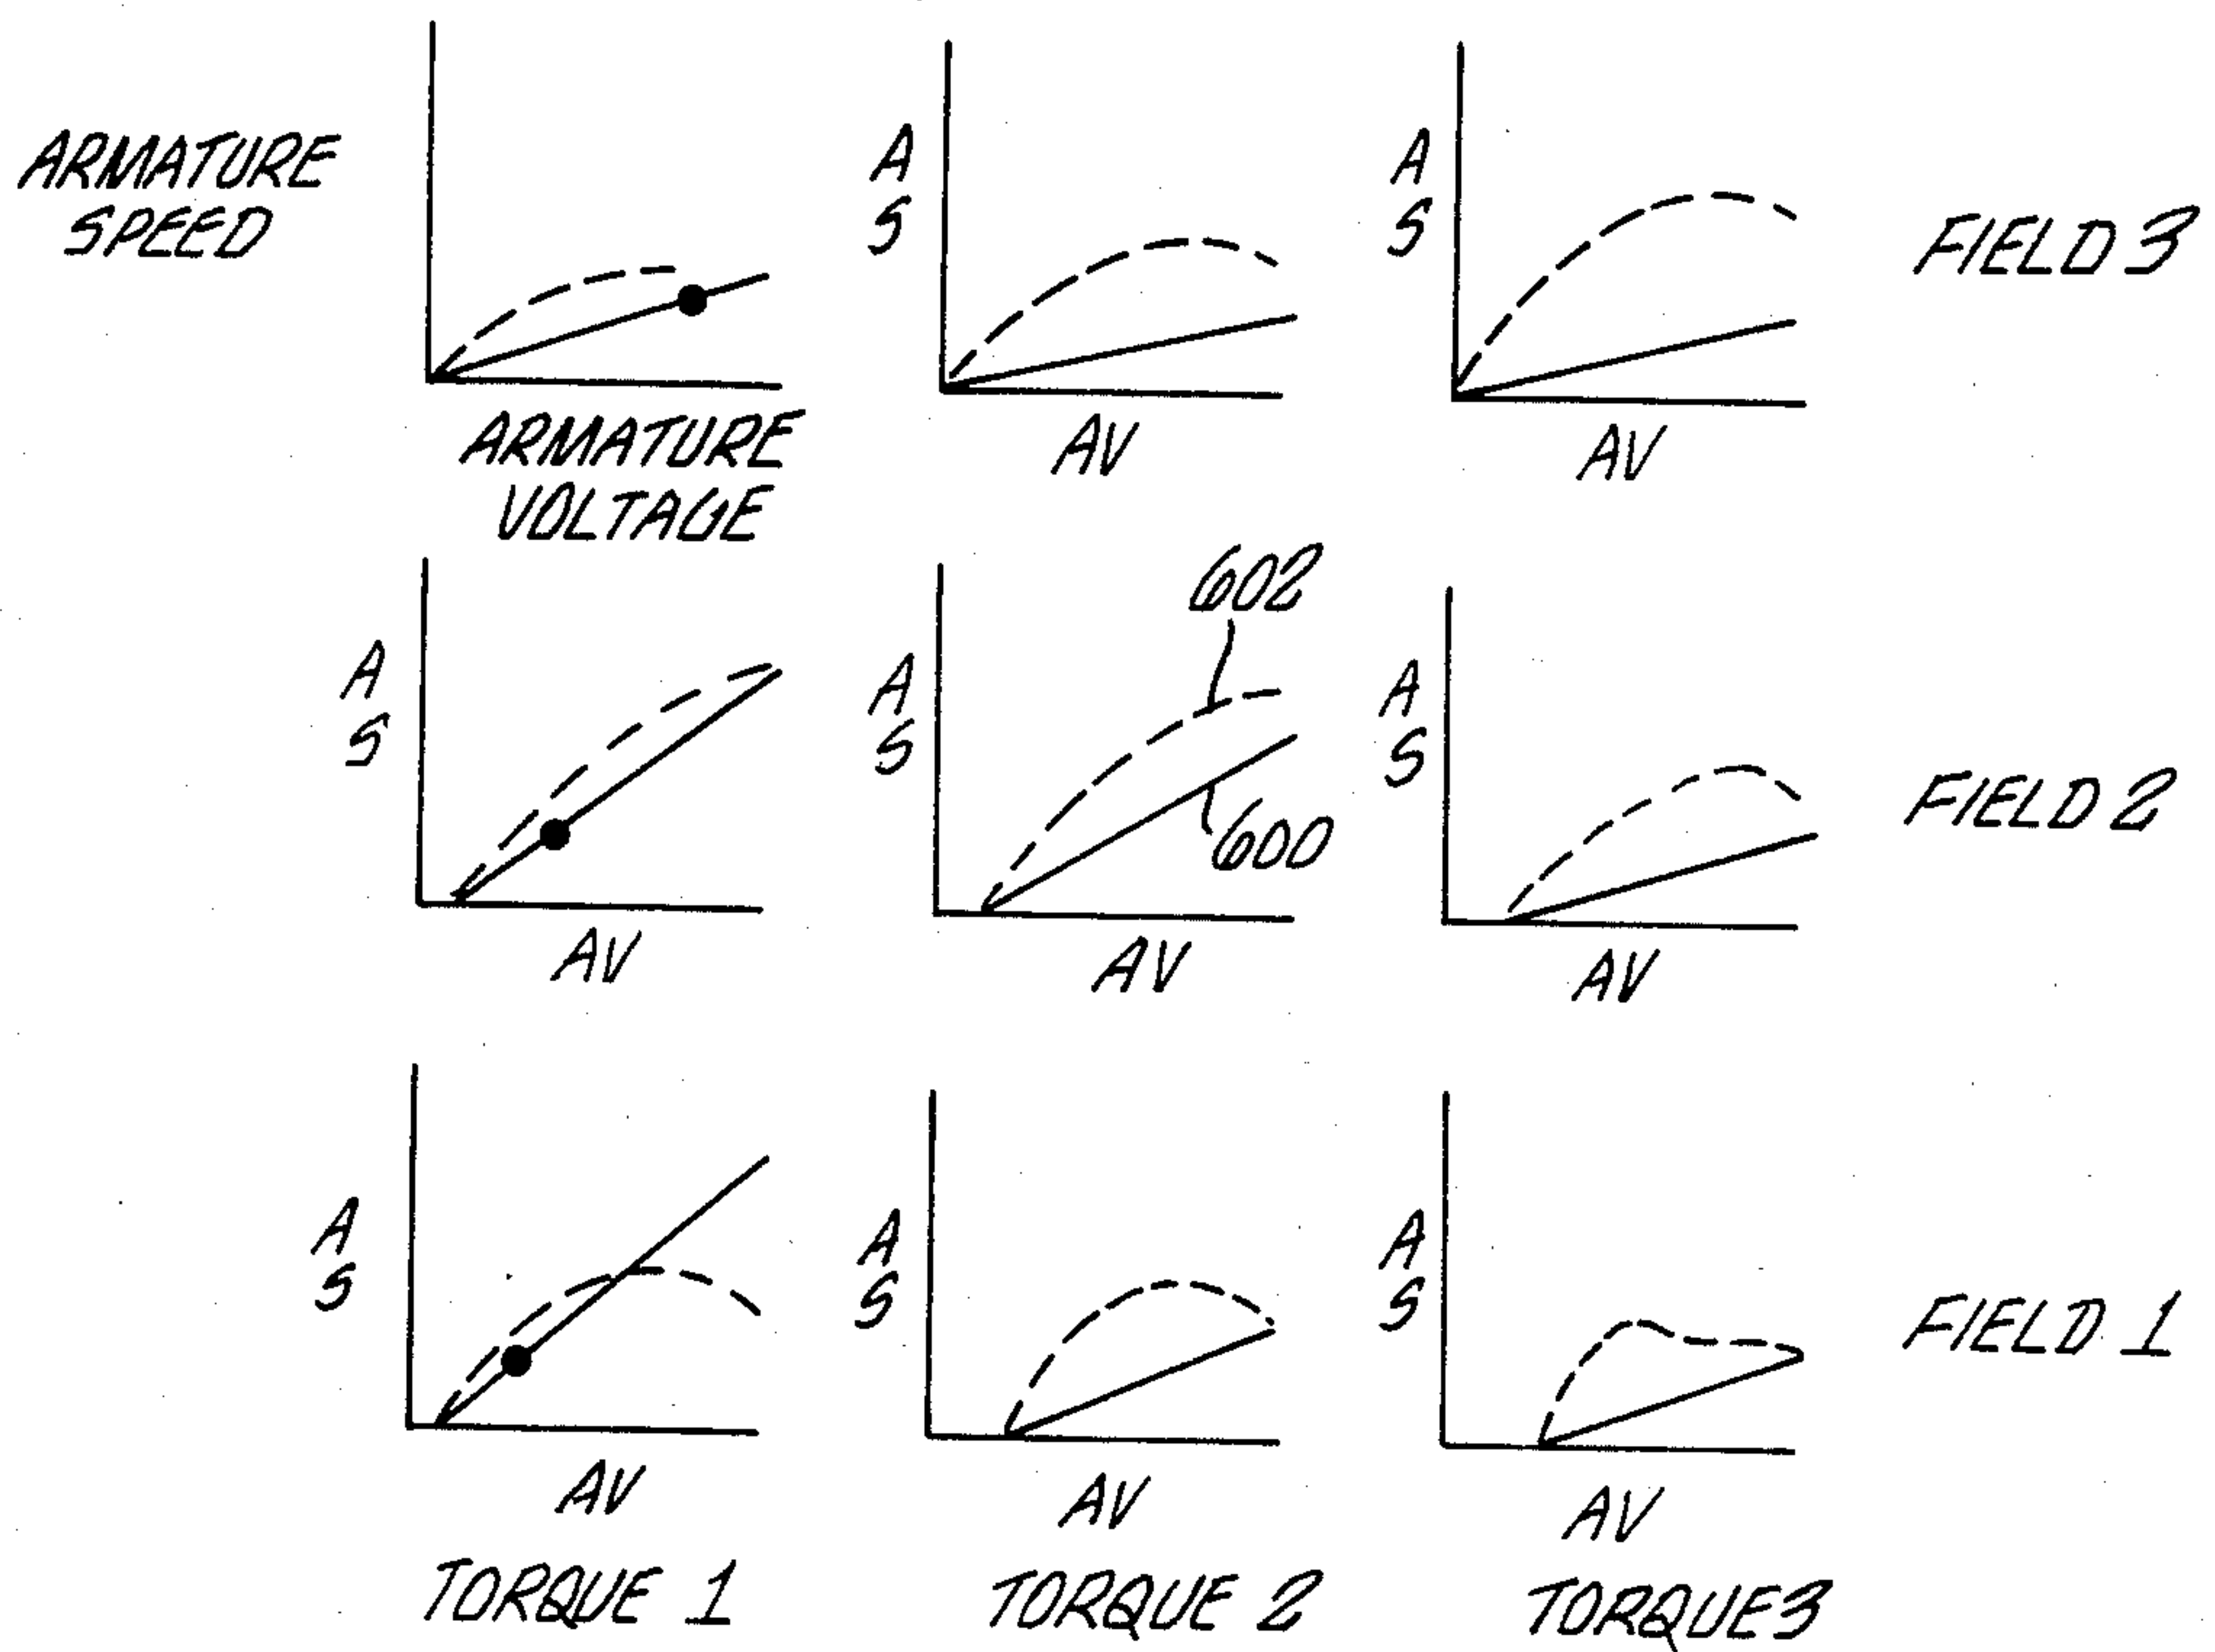 ARMATURE
SPEED
A
S
A
S
FIELD 3
ARMATURE
VOLTAGE
AV
AV
602
A
S
A
S
A
S
600
FIELD 2
AV
AV
AV
A
S
A
S
A
S
FIELD 1
AV
AV
AV
TORQUE 1
TORQUE 2
TORQUE3